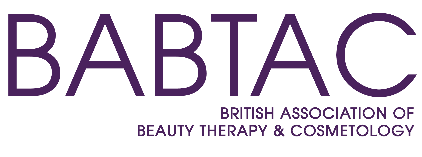 BABTAC
BRITISH ASSOCIATION OF
BEAUTY THERAPY & COSMETOLOGY